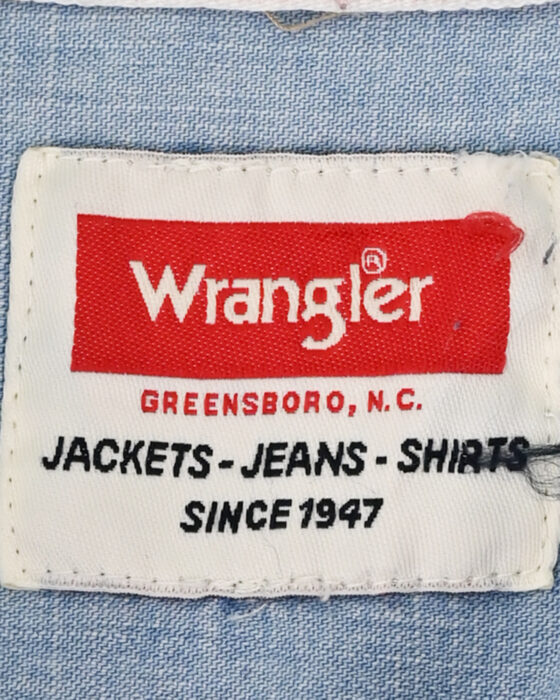 Wrangler®
GREENSBORO, N.C.
JACKETS - JEANS - SHIRTS
SINCE 1947